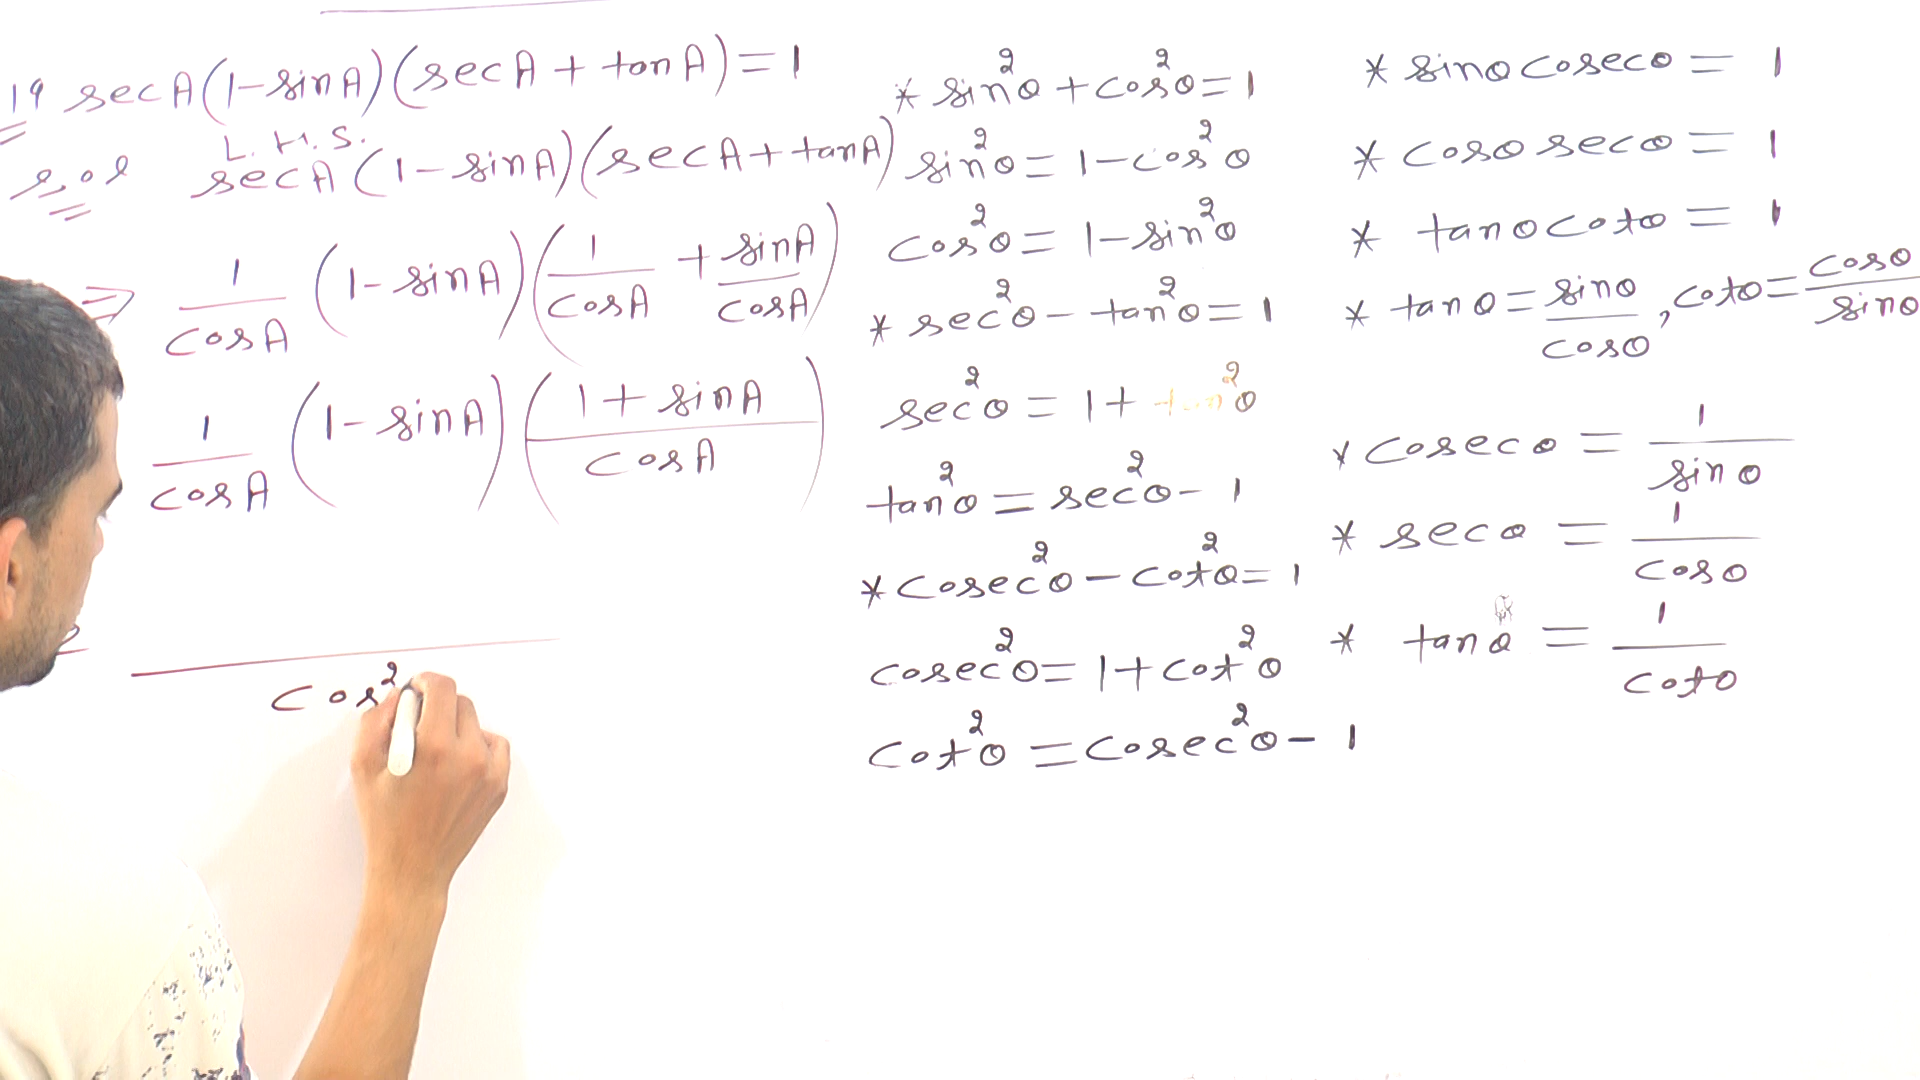 19 secA(1-sinA)(secA + tanA) = 1
sol L.H.S.
secA (1-sinA)(secA + tanA)
⇒ 1/cosA (1-sinA)(1/cosA + sinA/cosA)
1/cosA (1-sinA)((1 + sinA)/cosA)
cos²
* sin²θ + cos²θ = 1
sin²θ = 1 - cos²θ
cos²θ = 1 - sin²θ
* sec²θ - tan²θ = 1
sec²θ = 1 + tan²θ
tan²θ = sec²θ - 1
* cosec²θ - cot²θ = 1
cosec²θ = 1 + cot²θ
cot²θ = cosec²θ - 1
* sinθ cosecθ = 1
* cosθ secθ = 1
* tanθ cotθ = 1
* tanθ = sinθ/cosθ, cotθ = cosθ/sinθ
* cosecθ = 1/sinθ
* secθ = 1/cosθ
* tanθ = 1/cotθ